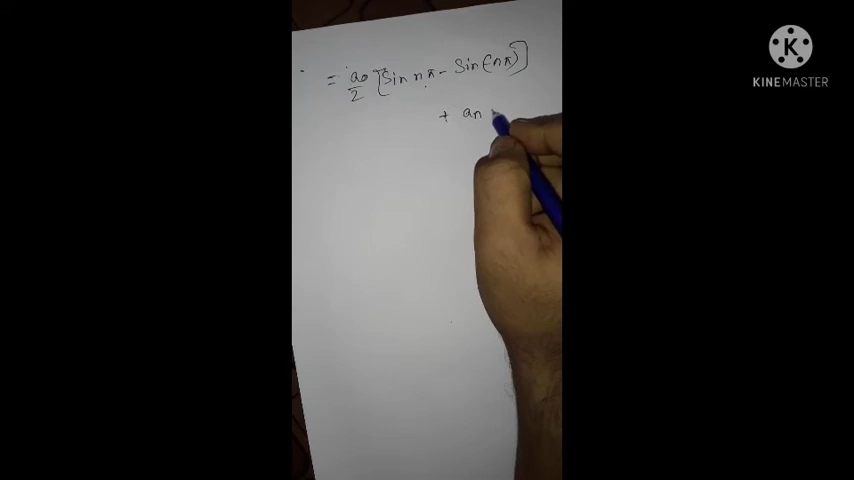 = a0/2 [Sin nπ - Sin(-nπ)]
+ an
K
KINEMASTER